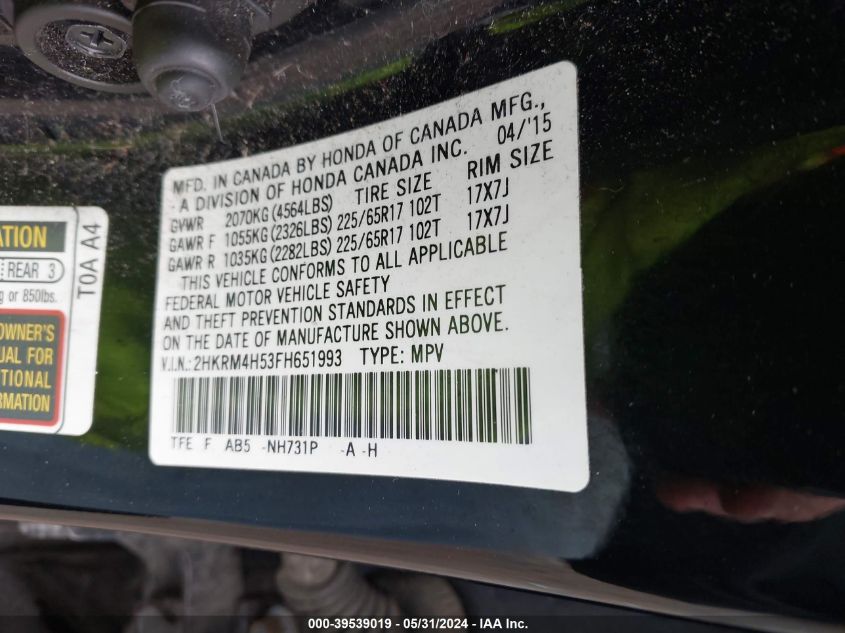 MFD. IN CANADA BY HONDA OF CANADA MFG.,
A DIVISION OF HONDA CANADA INC. 04/'15
GVWR 2070KG (4564LBS) TIRE SIZE RIM SIZE
GAWR F 1055KG (2326LBS) 225/65R17 102T 17X7J
GAWR R 1035KG (2282LBS) 225/65R17 102T 17X7J
THIS VEHICLE CONFORMS TO ALL APPLICABLE
FEDERAL MOTOR VEHICLE SAFETY
AND THEFT PREVENTION STANDARDS IN EFFECT
ON THE DATE OF MANUFACTURE SHOWN ABOVE.
V.I.N.: 2HKRM4H53FH651993 TYPE: MPV
TFE F AB5 -NH731P -A -H
ATION
REAR 3
g or 850lbs.
OWNER'S
UAL FOR
ITIONAL
RMATION
T0A A4
000-39539019 - 05/31/2024 - IAA Inc.